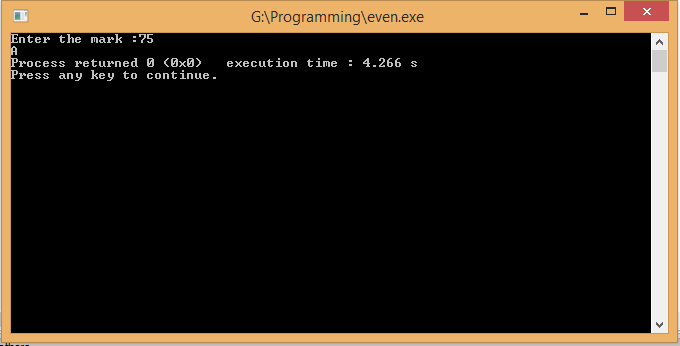 G:\Programming\even.exe
Enter the mark :75
A
Process returned 0 (0x0)   execution time : 4.266 s
Press any key to continue.